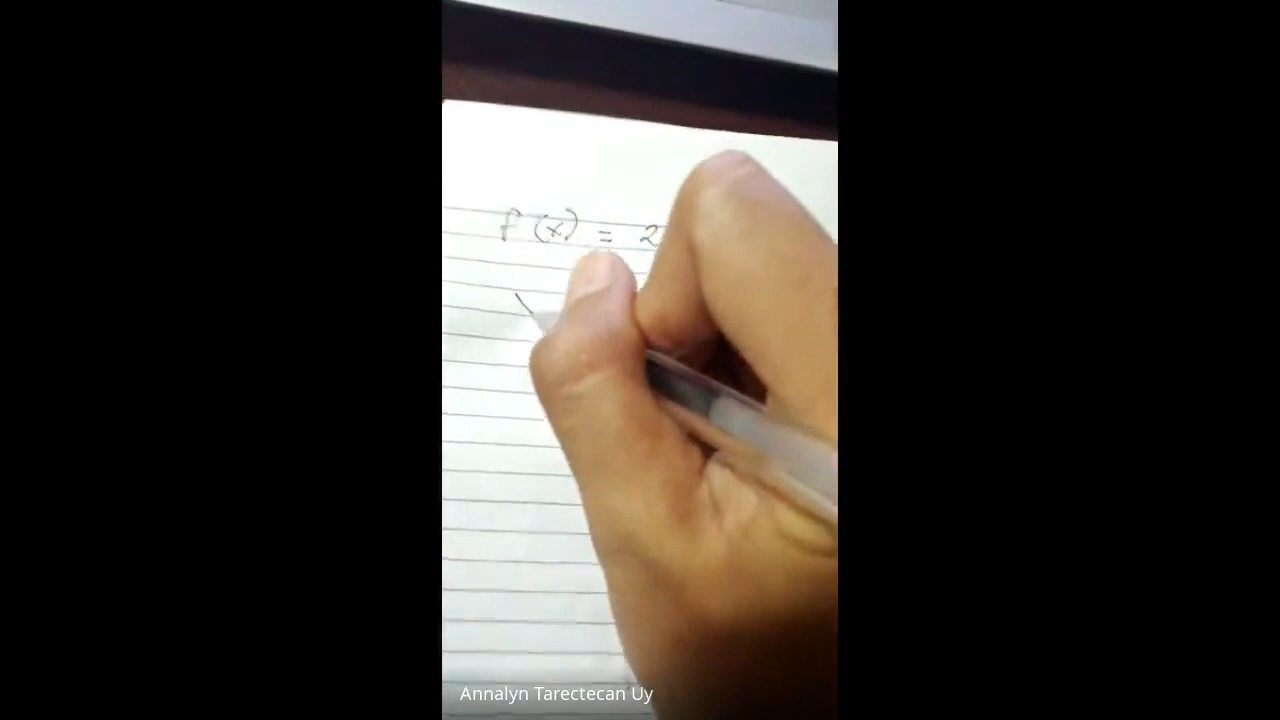 f(x) = 2
Annalyn Tarectecan Uy